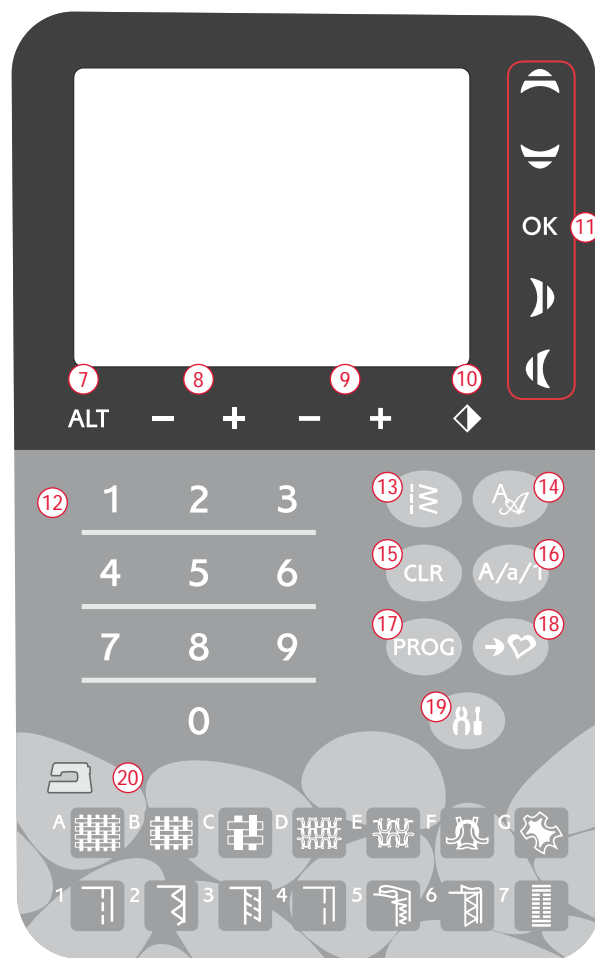 OK 11
7 8 9 10
ALT − + − +
12 1 2 3 13 14
4 5 6 15 CLR A/a/1 16
7 8 9 17 PROG 18
0 19
20
A B C D E F G
1 2 3 4 5 6 7